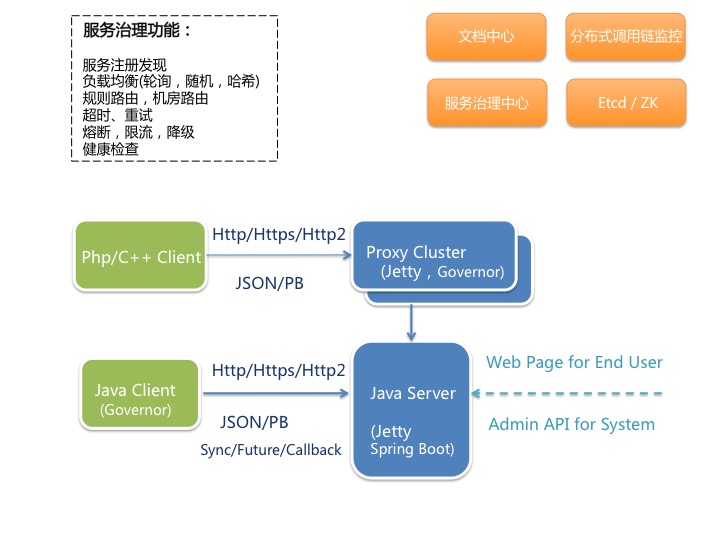 服务治理功能：
服务注册发现
负载均衡(轮询，随机，哈希)
规则路由，机房路由
超时、重试
熔断，限流，降级
健康检查
文档中心
分布式调用链监控
服务治理中心
Etcd / ZK
Php/C++ Client
Http/Https/Http2
JSON/PB
Proxy Cluster
(Jetty，Governor)
Java Client
(Governor)
Http/Https/Http2
JSON/PB
Sync/Future/Callback
Java Server
(Jetty
Spring Boot)
Web Page for End User
Admin API for System